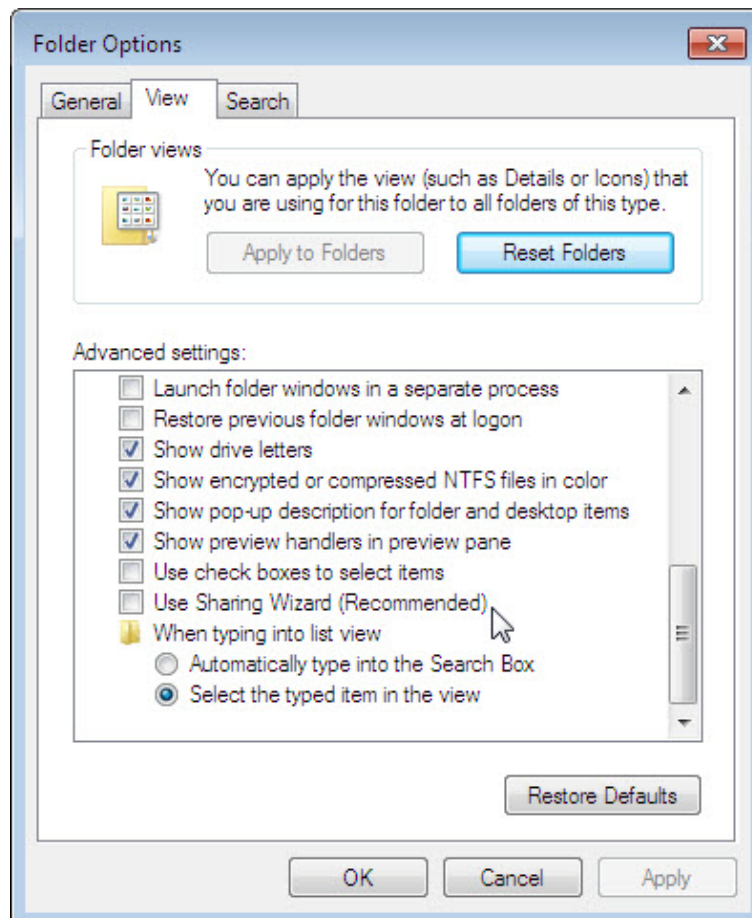 Folder Options
General View Search
Folder views
You can apply the view (such as Details or Icons) that
you are using for this folder to all folders of this type.
Apply to Folders Reset Folders
Advanced settings:
Launch folder windows in a separate process
Restore previous folder windows at logon
Show drive letters
Show encrypted or compressed NTFS files in color
Show pop-up description for folder and desktop items
Show preview handlers in preview pane
Use check boxes to select items
Use Sharing Wizard (Recommended)
When typing into list view
Automatically type into the Search Box
Select the typed item in the view
Restore Defaults
OK Cancel Apply